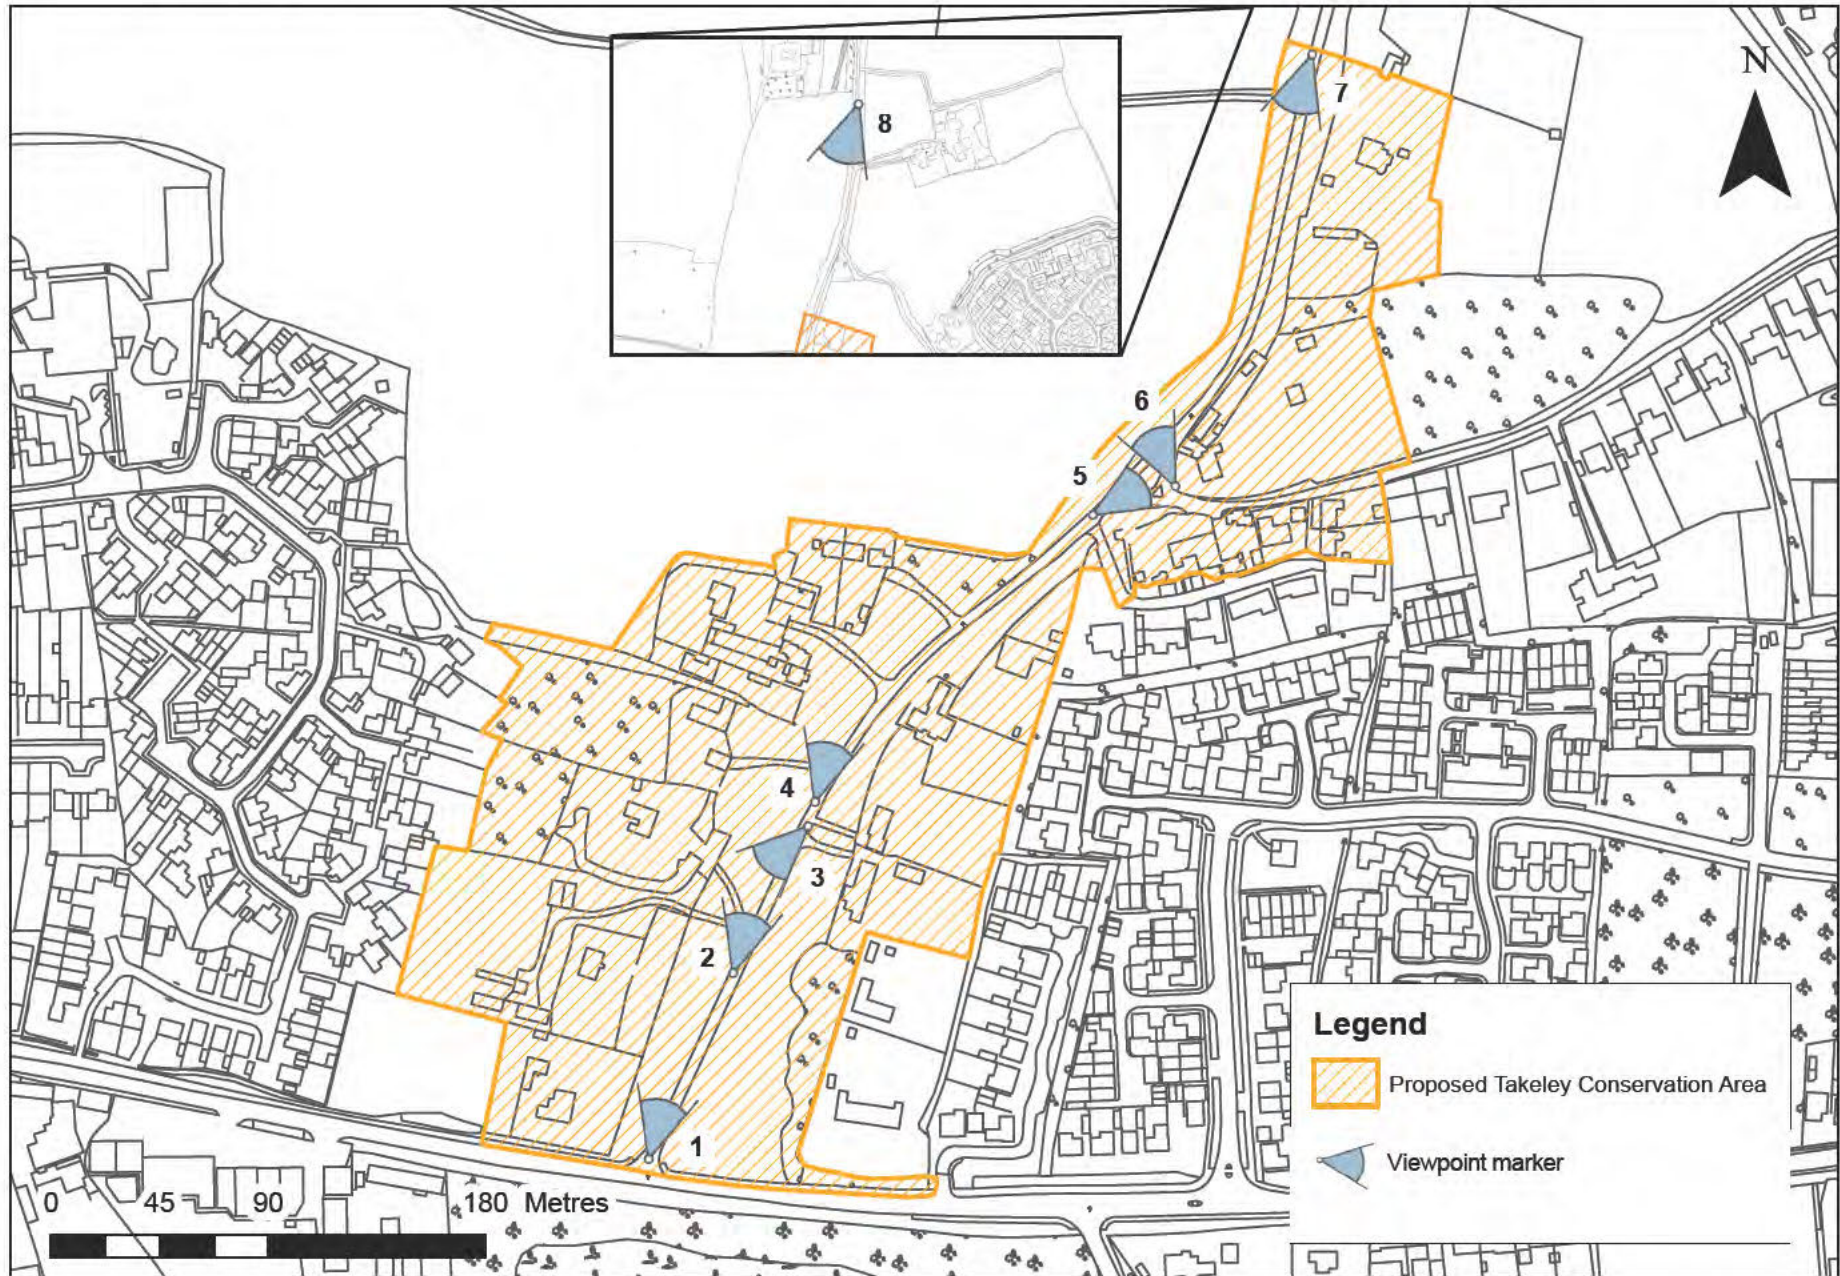 N
7
8
6
5
4
3
2
1
Legend
Proposed Takeley Conservation Area
Viewpoint marker
0 45 90 180 Metres